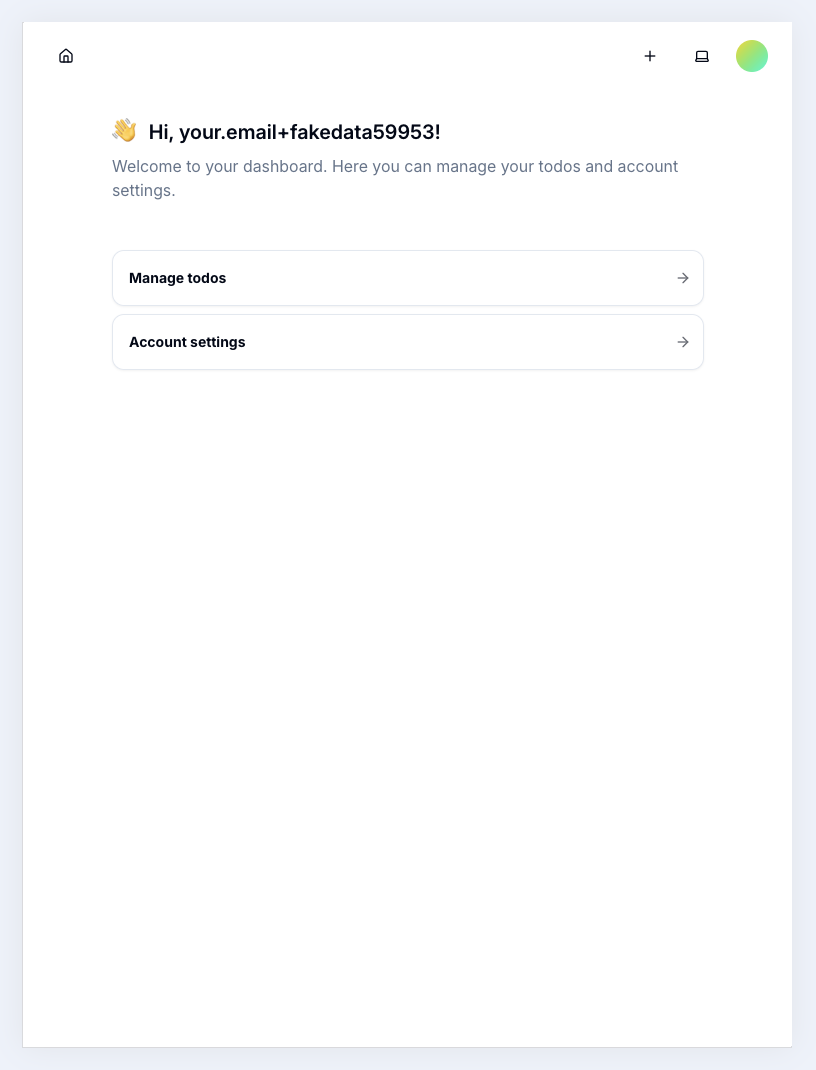 👋 Hi, your.email+fakedata59953!
Welcome to your dashboard. Here you can manage your todos and account
settings.
Manage todos
Account settings